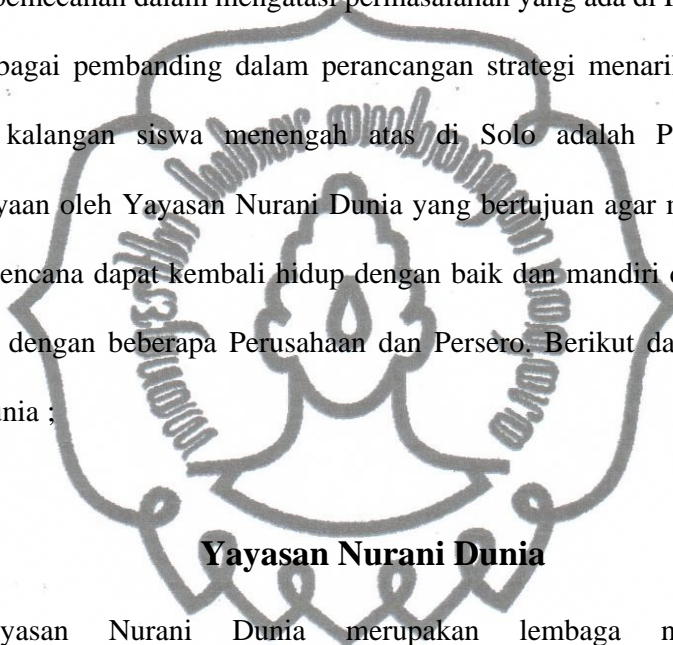 pemecahan dalam mengatasi permasalahan yang ada di
bagai pembanding dalam perancangan strategi menarik
kalangan siswa menengah atas di Solo adalah P
yaan oleh Yayasan Nurani Dunia yang bertujuan agar
encana dapat kembali hidup dengan baik dan mandiri
dengan beberapa Perusahaan dan Persero. Berikut da
unia ;
Yayasan Nurani Dunia
yasan Nurani Dunia merupakan lembaga